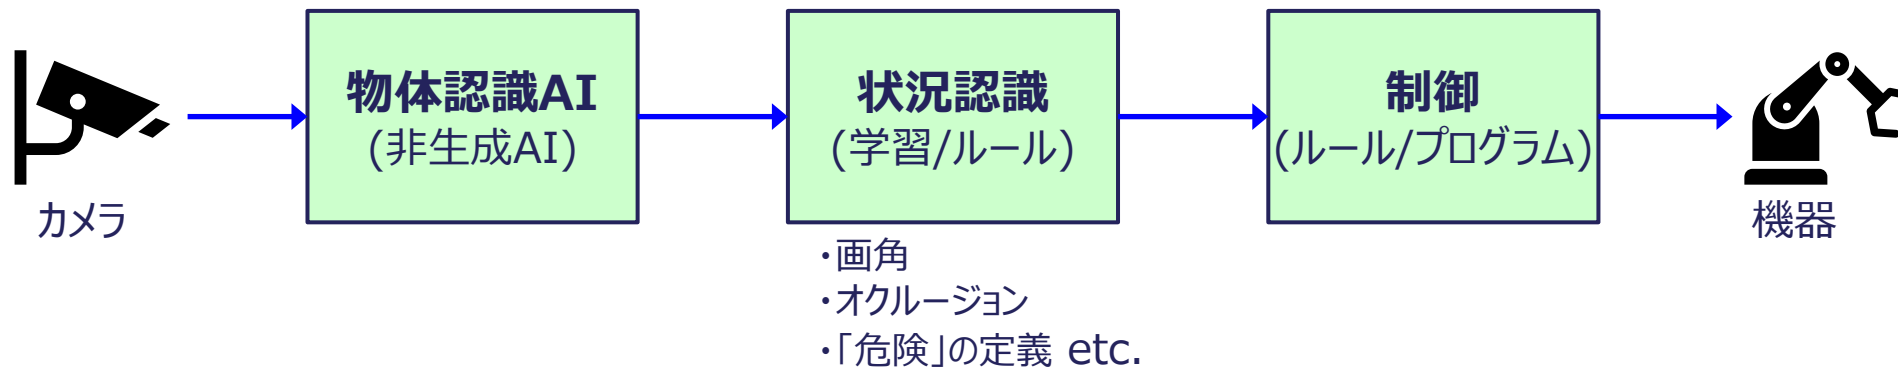 カメラ
物体認識AI
(非生成AI)
状況認識
(学習/ルール)
・画角
・オクルージョン
・「危険」の定義 etc.
制御
(ルール/プログラム)
機器